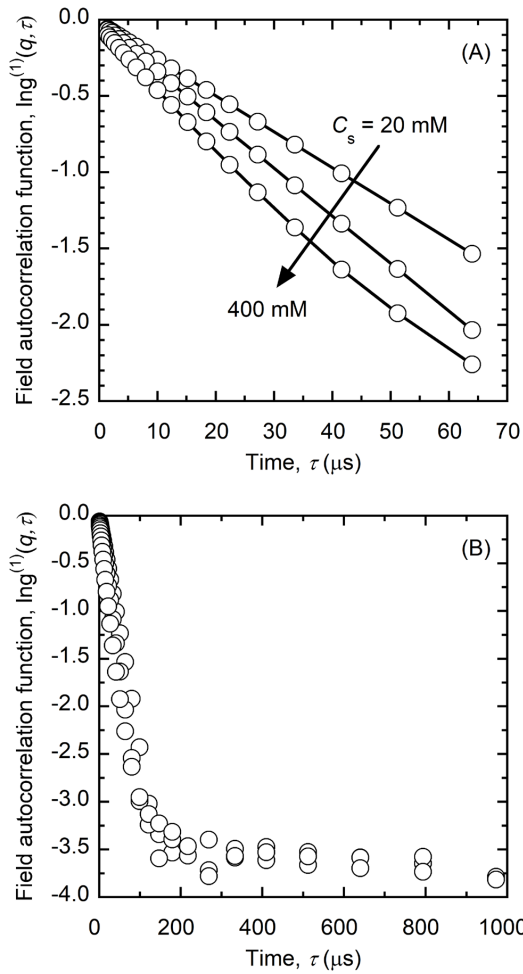 0.0
(A)
-0.5
Cs = 20 mM
-1.0
-1.5
400 mM
-2.0
-2.5
0 10 20 30 40 50 60 70
Time, τ (μs)
Field autocorrelation function, lng(1)(q,τ)
0.0
(B)
-0.5
-1.0
-1.5
-2.0
-2.5
-3.0
-3.5
-4.0
0 200 400 600 800 1000
Time, τ (μs)
Field autocorrelation function, lng(1)(q,τ)